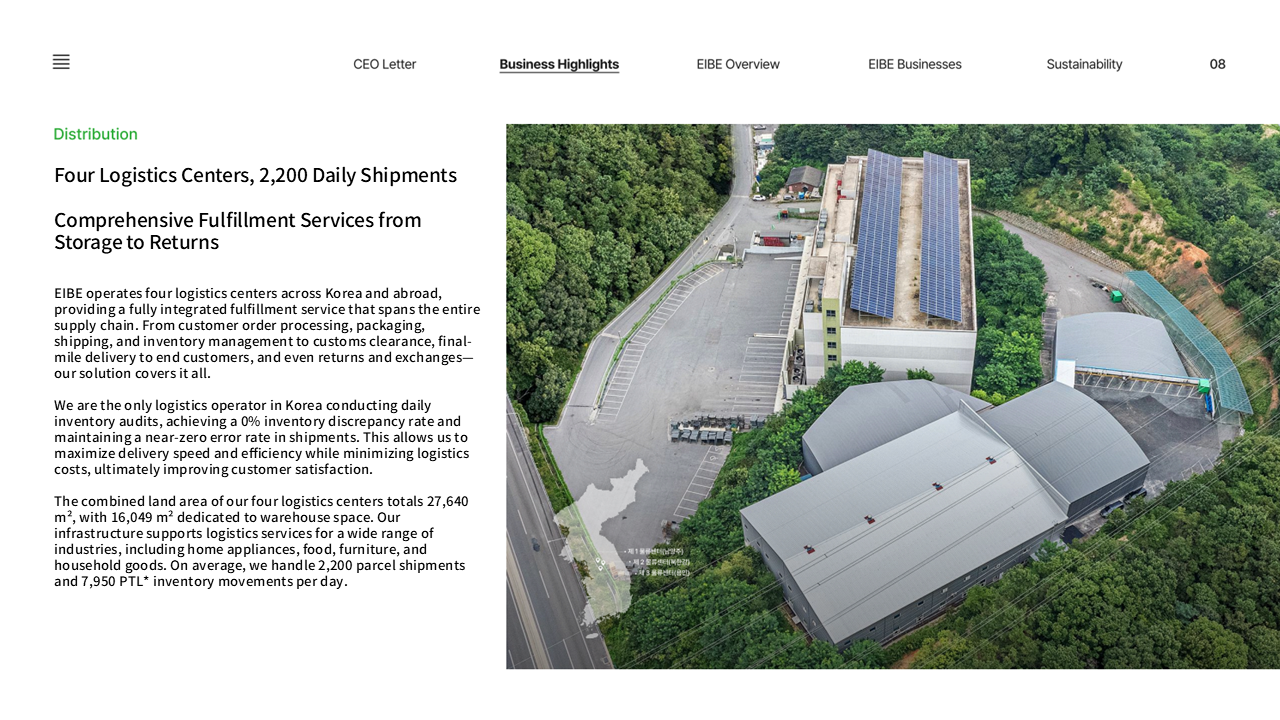 CEO Letter
Business Highlights
EIBE Overview
EIBE Businesses
Sustainability
08
Distribution
Four Logistics Centers, 2,200 Daily Shipments
Comprehensive Fulfillment Services from
Storage to Returns
EIBE operates four logistics centers across Korea and abroad,
providing a fully integrated fulfillment service that spans the entire
supply chain. From customer order processing, packaging,
shipping, and inventory management to customs clearance, final-
mile delivery to end customers, and even returns and exchanges—
our solution covers it all.
We are the only logistics operator in Korea conducting daily
inventory audits, achieving a 0% inventory discrepancy rate and
maintaining a near-zero error rate in shipments. This allows us to
maximize delivery speed and efficiency while minimizing logistics
costs, ultimately improving customer satisfaction.
The combined land area of our four logistics centers totals 27,640
m², with 16,049 m² dedicated to warehouse space. Our
infrastructure supports logistics services for a wide range of
industries, including home appliances, food, furniture, and
household goods. On average, we handle 2,200 parcel shipments
and 7,950 PTL* inventory movements per day.
• 제 1 물류센터(남양주)
• 제 2 물류센터(북한강)
• 제 3 물류센터(용인)